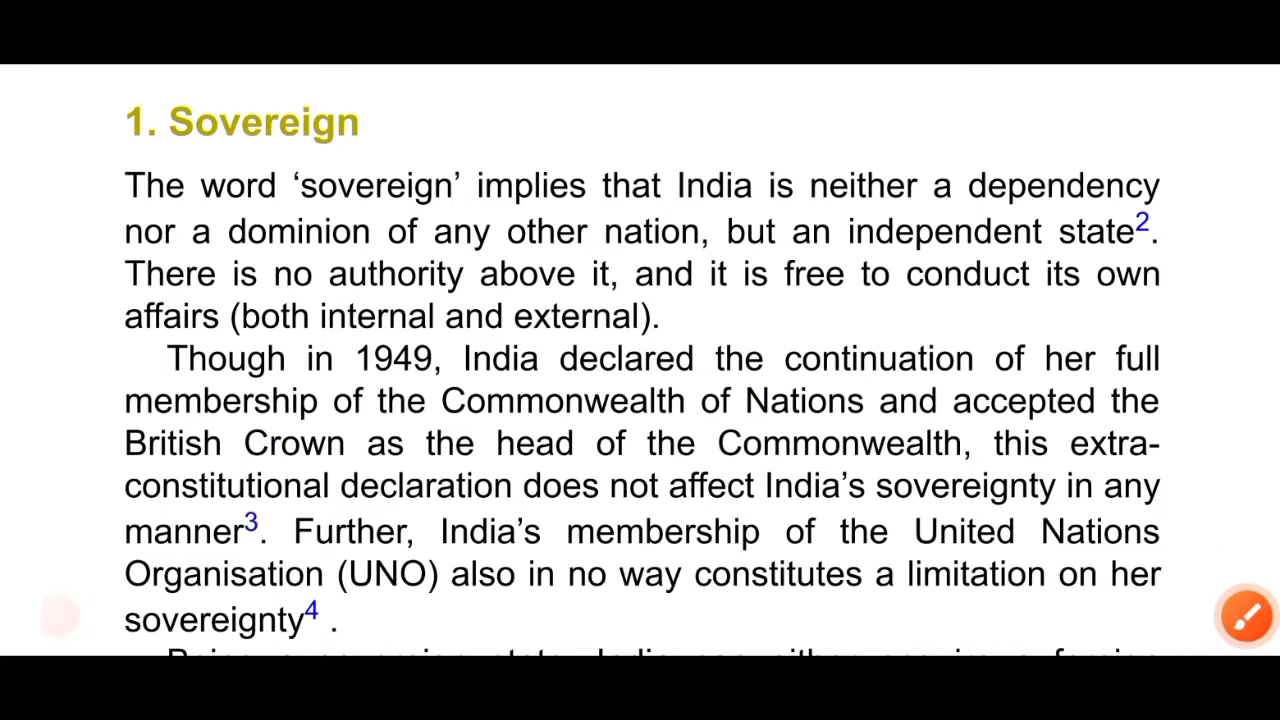 1. Sovereign
The word ‘sovereign’ implies that India is neither a dependency
nor a dominion of any other nation, but an independent state2.
There is no authority above it, and it is free to conduct its own
affairs (both internal and external).
Though in 1949, India declared the continuation of her full
membership of the Commonwealth of Nations and accepted the
British Crown as the head of the Commonwealth, this extra-
constitutional declaration does not affect India’s sovereignty in any
manner3. Further, India’s membership of the United Nations
Organisation (UNO) also in no way constitutes a limitation on her
sovereignty4 .